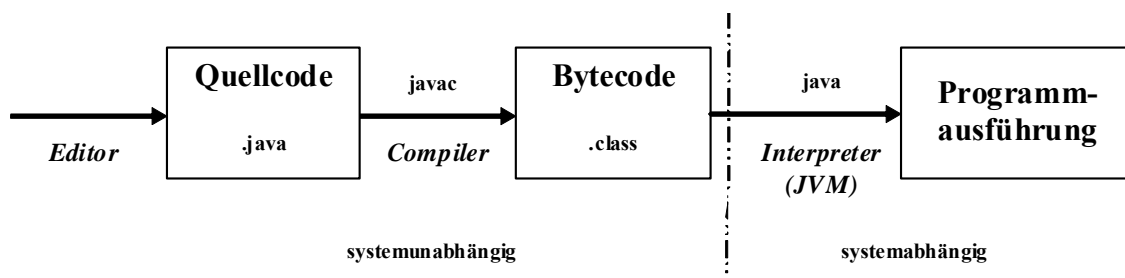 Editor
Quellcode
.java
javac
Compiler
Bytecode
.class
java
Interpreter
(JVM)
Programm-
ausführung
systemunabhängig
systemabhängig